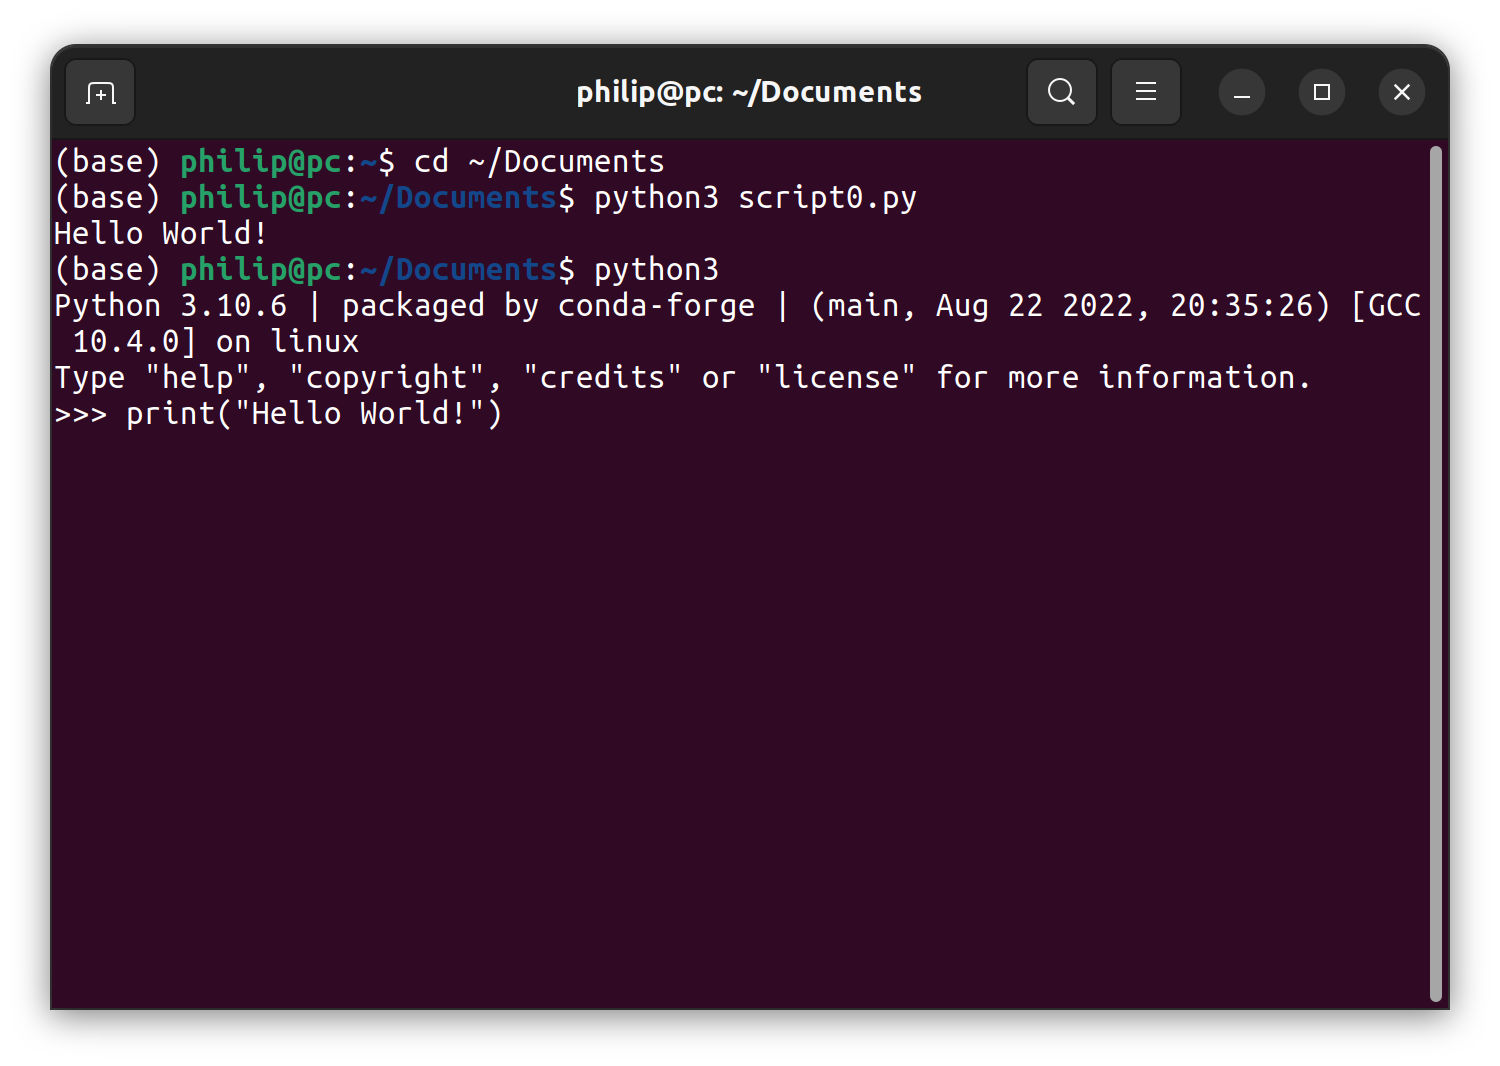 philip@pc: ~/Documents
(base) philip@pc:~$ cd ~/Documents
(base) philip@pc:~/Documents$ python3 script0.py
Hello World!
(base) philip@pc:~/Documents$ python3
Python 3.10.6 | packaged by conda-forge | (main, Aug 22 2022, 20:35:26) [GCC
 10.4.0] on linux
Type "help", "copyright", "credits" or "license" for more information.
>>> print("Hello World!")